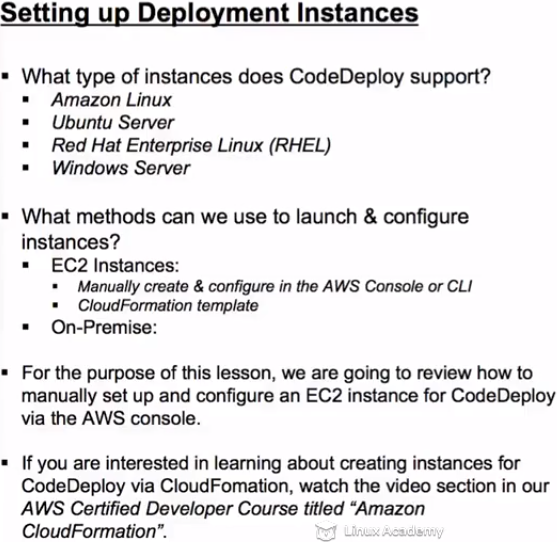 Setting up Deployment Instances
▪ What type of instances does CodeDeploy support?
▪ Amazon Linux
▪ Ubuntu Server
▪ Red Hat Enterprise Linux (RHEL)
▪ Windows Server
▪ What methods can we use to launch & configure
instances?
▪ EC2 Instances:
▪ Manually create & configure in the AWS Console or CLI
▪ CloudFormation template
▪ On-Premise:
▪ For the purpose of this lesson, we are going to review how to
manually set up and configure an EC2 instance for CodeDeploy
via the AWS console.
▪ If you are interested in learning about creating instances for
CodeDeploy via CloudFomation, watch the video section in our
AWS Certified Developer Course titled “Amazon
CloudFormation”.
Linux Academy